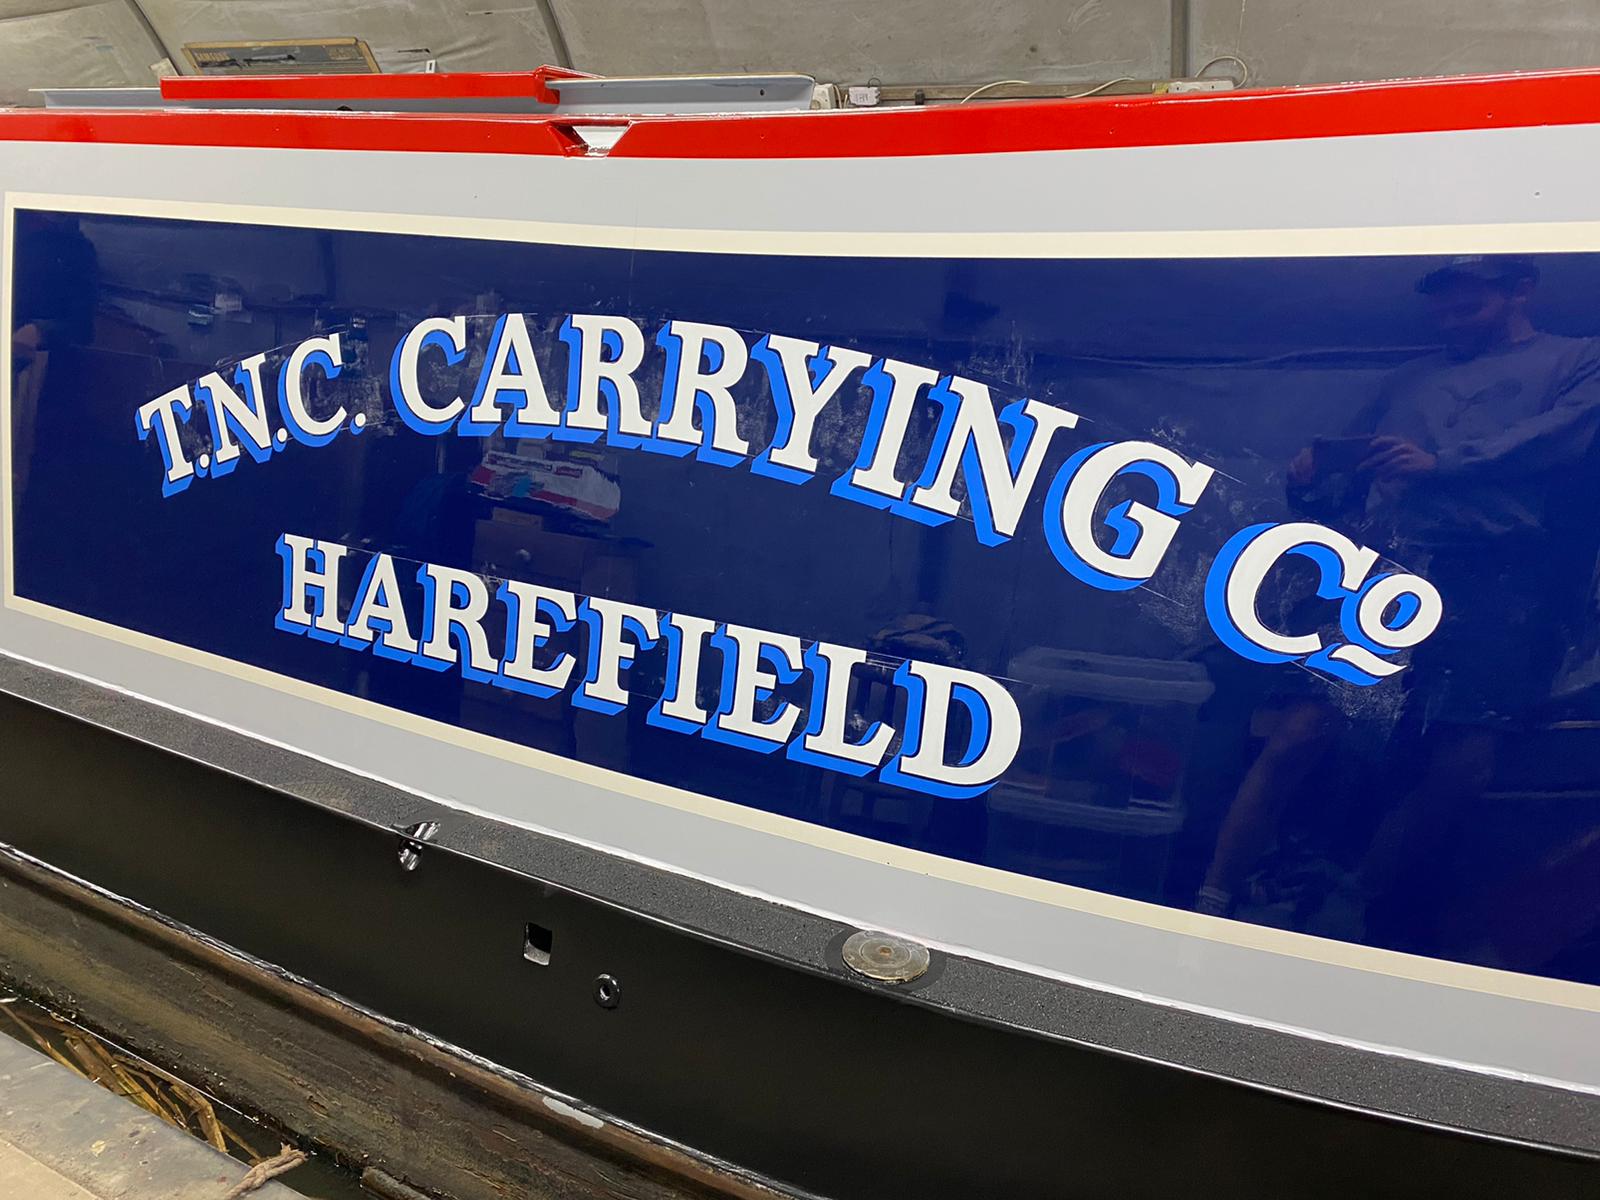 T.N.C. CARRYING Co
HAREFIELD